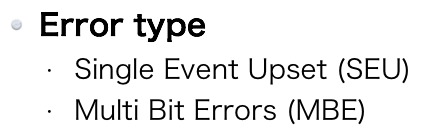 Error type
· Single Event Upset (SEU)
· Multi Bit Errors (MBE)